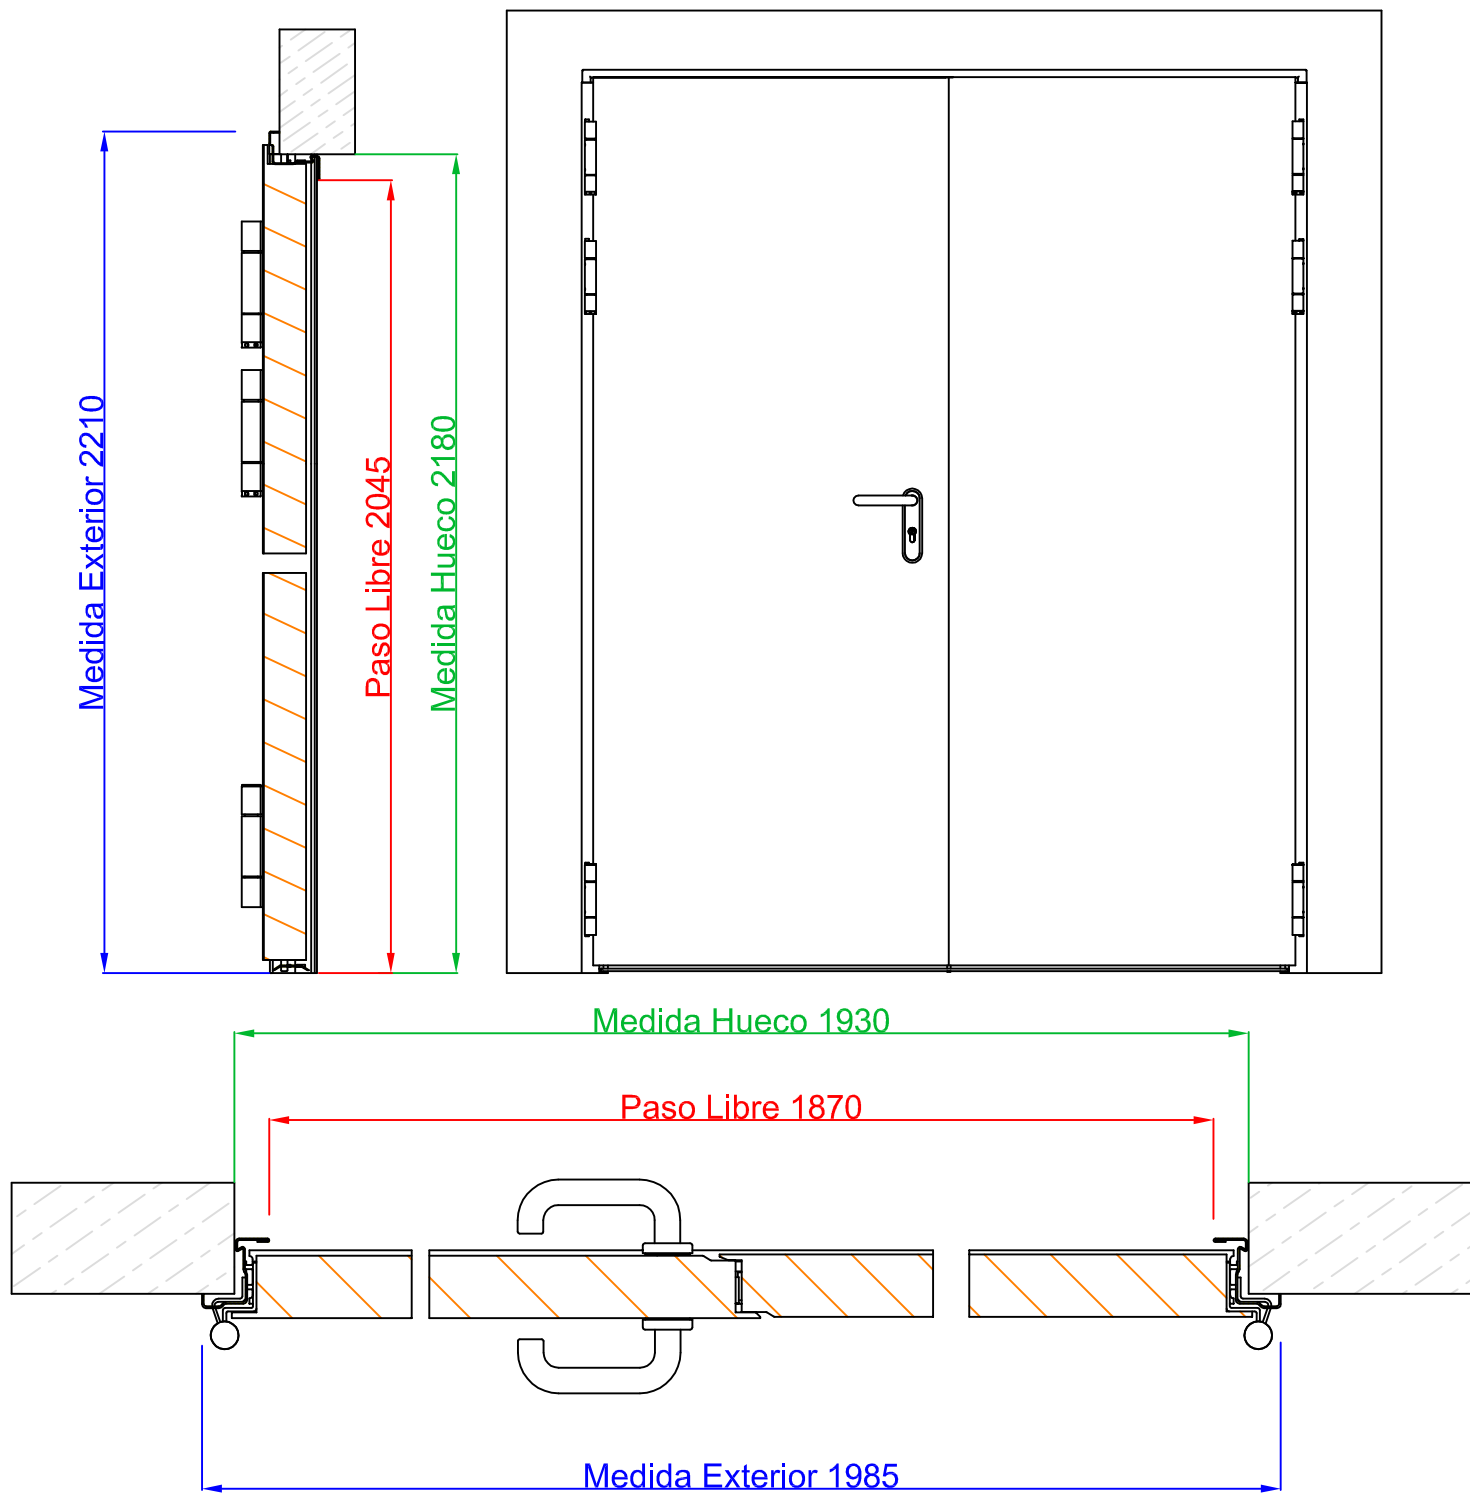 Medida Exterior 2210
Paso Libre 2045
Medida Hueco 2180
Medida Hueco 1930
Paso Libre 1870
Medida Exterior 1985